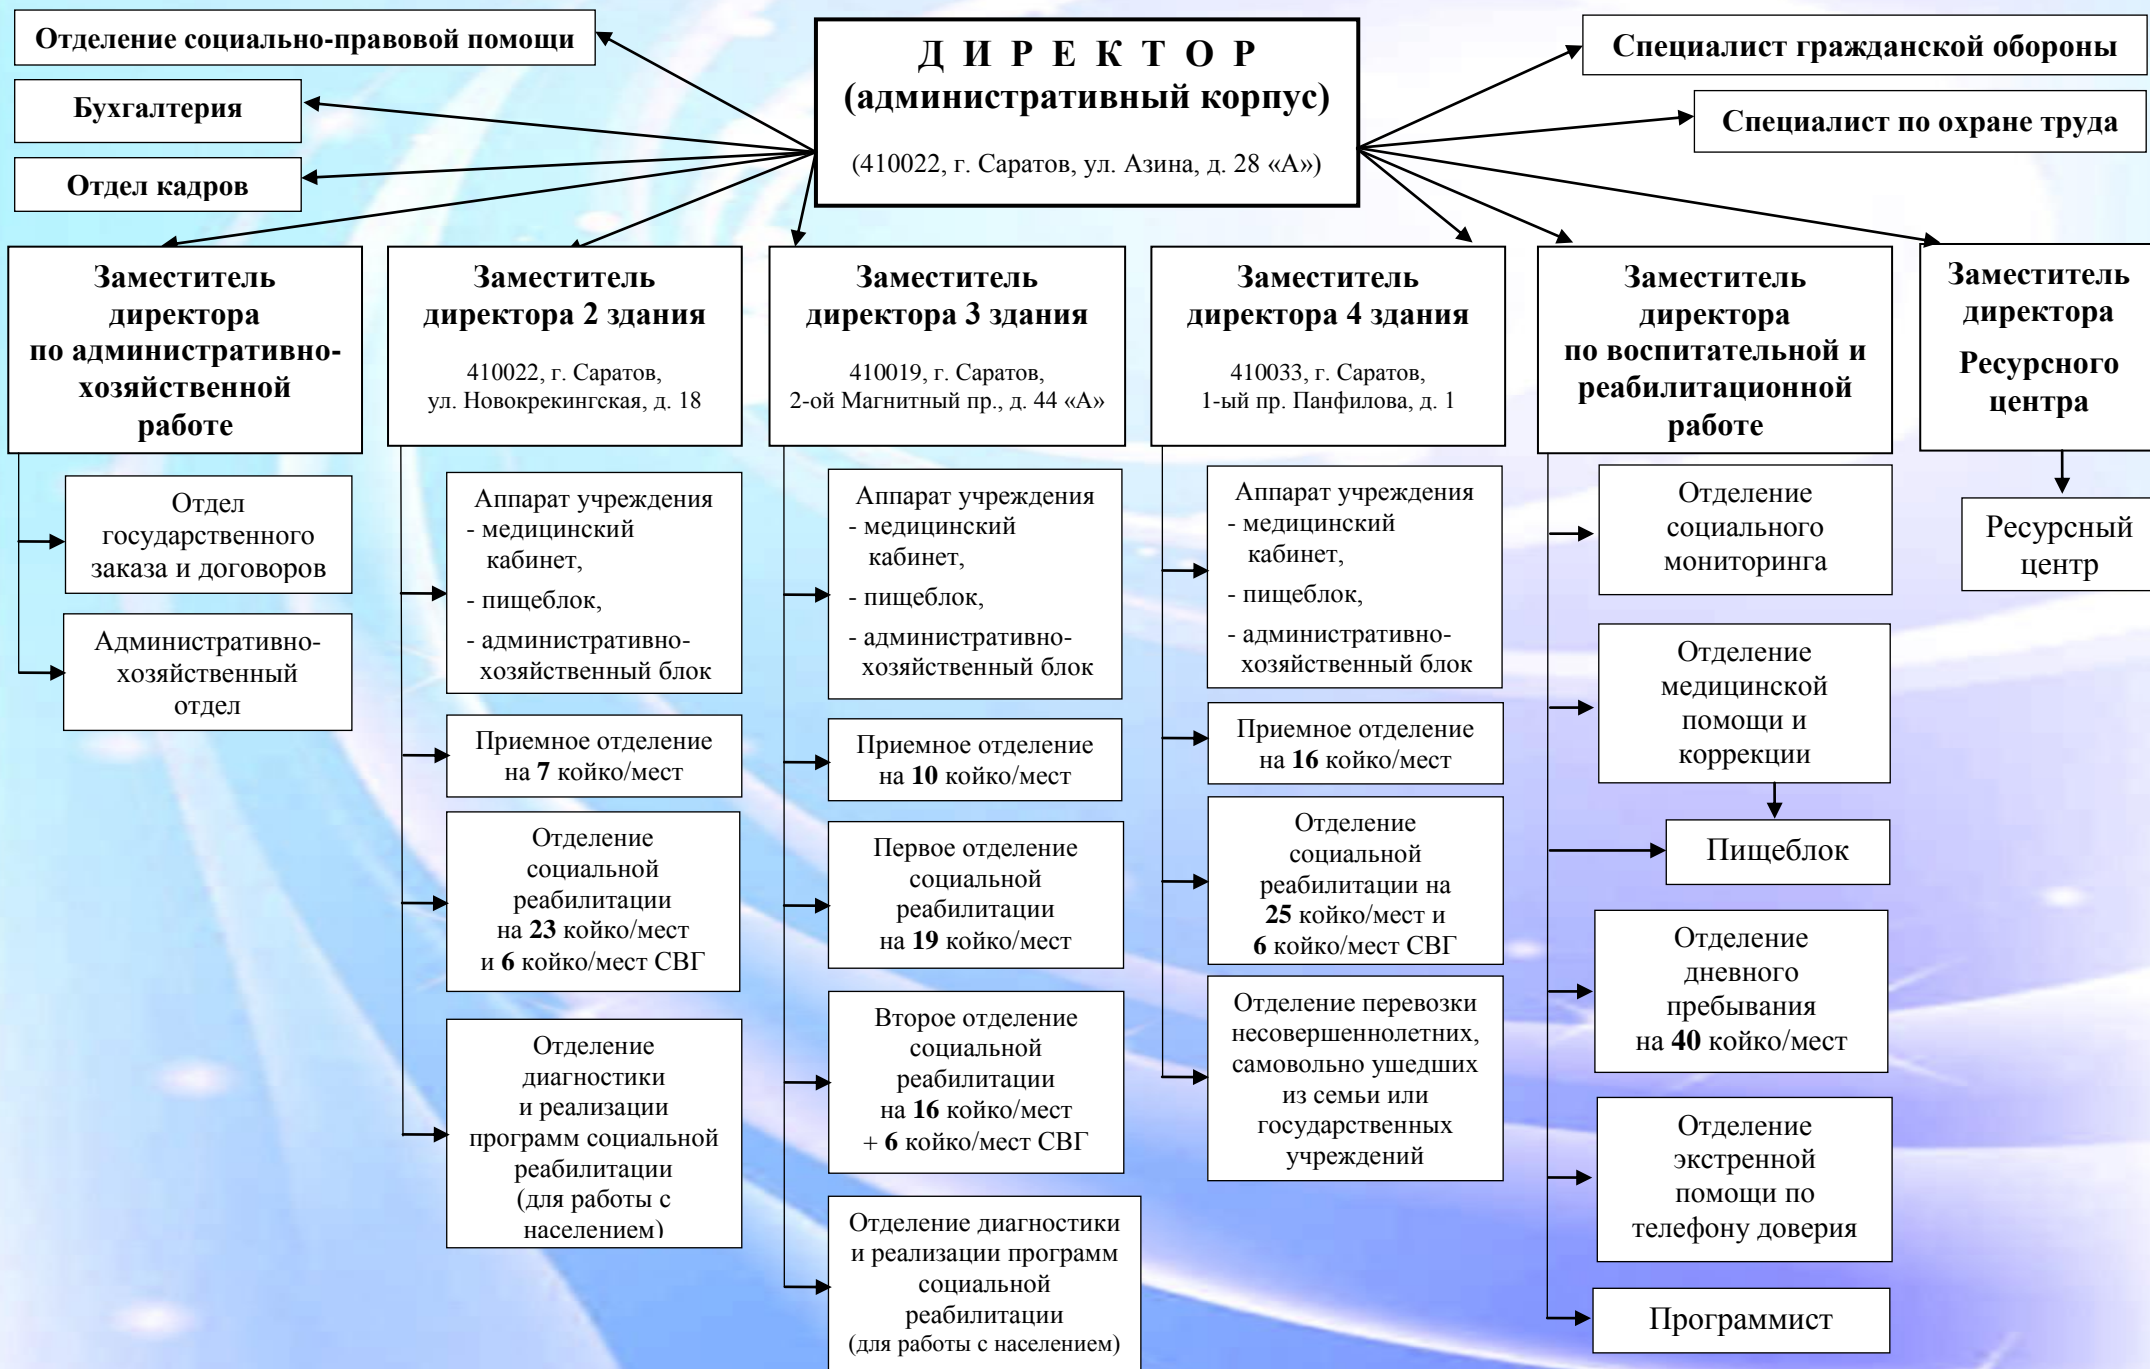 Отделение социально-правовой помощи
Бухгалтерия
Отдел кадров
Д И Р Е К Т О Р
(административный корпус)
(410022, г. Саратов, ул. Азина, д. 28 «А»)
Специалист гражданской обороны
Специалист по охране труда
Заместитель
директора
по административно-
хозяйственной
работе
Отдел
государственного
заказа и договоров
Административно-
хозяйственный
отдел
Заместитель
директора 2 здания
410022, г. Саратов,
ул. Новокрекингская, д. 18
Аппарат учреждения
- медицинский
кабинет,
- пищеблок,
- административно-
хозяйственный блок
Приемное отделение
на 7 койко/мест
Отделение
социальной
реабилитации
на 23 койко/мест
и 6 койко/мест СВГ
Отделение
диагностики
и реализации
программ социальной
реабилитации
(для работы с
населением)
Заместитель
директора 3 здания
410019, г. Саратов,
2-ой Магнитный пр., д. 44 «А»
Аппарат учреждения
- медицинский
кабинет,
- пищеблок,
- административно-
хозяйственный блок
Приемное отделение
на 10 койко/мест
Первое отделение
социальной
реабилитации
на 19 койко/мест
Второе отделение
социальной
реабилитации
на 16 койко/мест
+ 6 койко/мест СВГ
Отделение диагностики
и реализации программ
социальной
реабилитации
(для работы с населением)
Заместитель
директора 4 здания
410033, г. Саратов,
1-ый пр. Панфилова, д. 1
Аппарат учреждения
- медицинский
кабинет,
- пищеблок,
- административно-
хозяйственный блок
Приемное отделение
на 16 койко/мест
Отделение
социальной
реабилитации на
25 койко/мест и
6 койко/мест СВГ
Отделение перевозки
несовершеннолетних,
самовольно ушедших
из семьи или
государственных
учреждений
Заместитель
директора
по воспитательной и
реабилитационной
работе
Отделение
социального
мониторинга
Отделение
медицинской
помощи и
коррекции
Пищеблок
Отделение
дневного
пребывания
на 40 койко/мест
Отделение
экстренной
помощи по
телефону доверия
Программист
Заместитель
директора
Ресурсного
центра
Ресурсный
центр